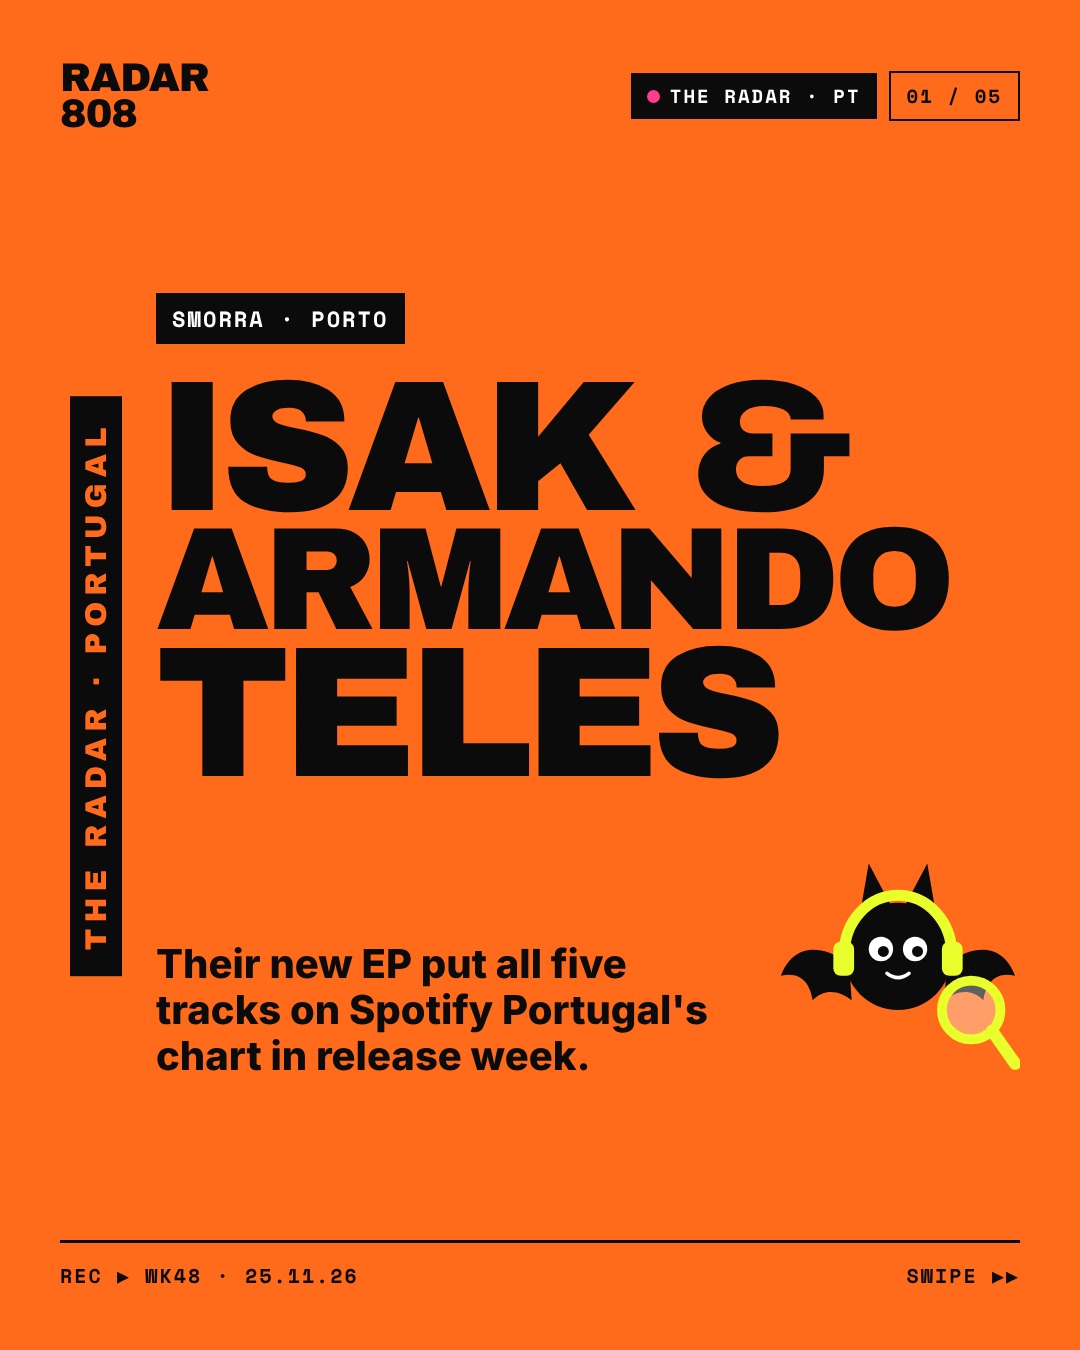 RADAR
808
THE RADAR · PT
01 / 05
SMORRA · PORTO
ISAK &
ARMANDO
TELES
THE RADAR · PORTUGAL
Their new EP put all five
tracks on Spotify Portugal's
chart in release week.
REC ▶ WK48 · 25.11.26
SWIPE ▶▶